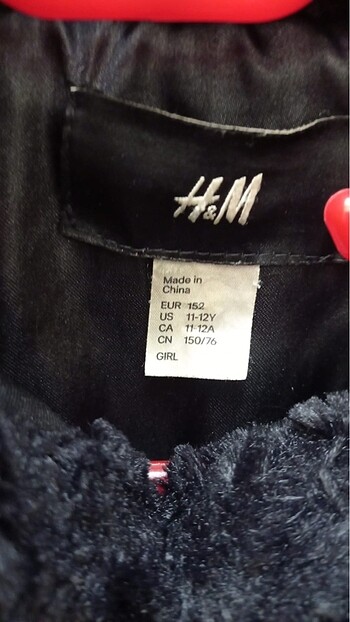 H&M
Made in
China
EUR 152
US 11-12Y
CA 11-12A
CN 150/76
GIRL